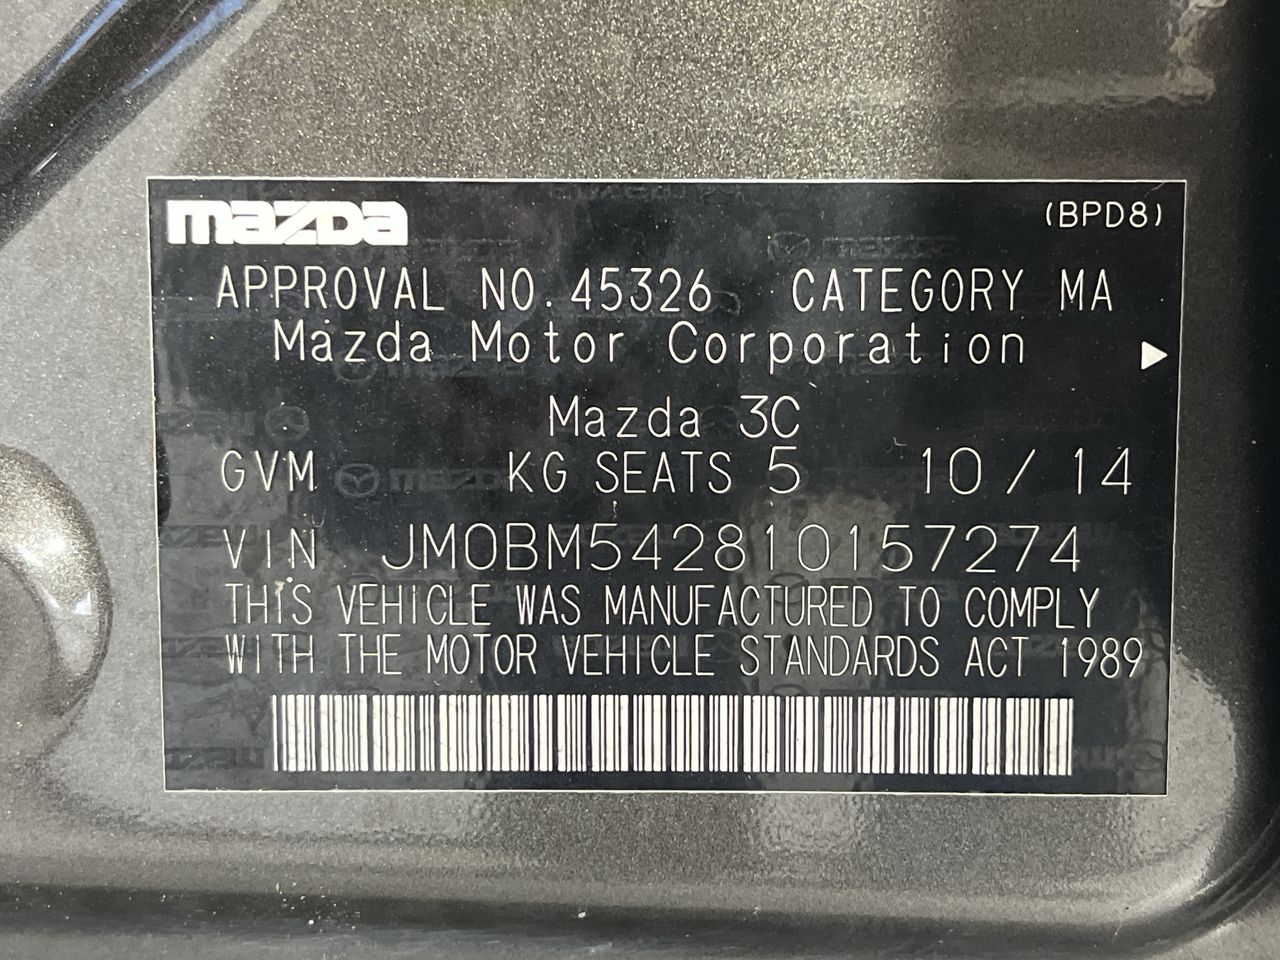 mazda (BPD8)
APPROVAL NO. 45326 CATEGORY MA
Mazda Motor Corporation
Mazda 3C
GVM KG SEATS 5 10 / 14
VIN JM0BM542810157274
THIS VEHICLE WAS MANUFACTURED TO COMPLY
WITH THE MOTOR VEHICLE STANDARDS ACT 1989